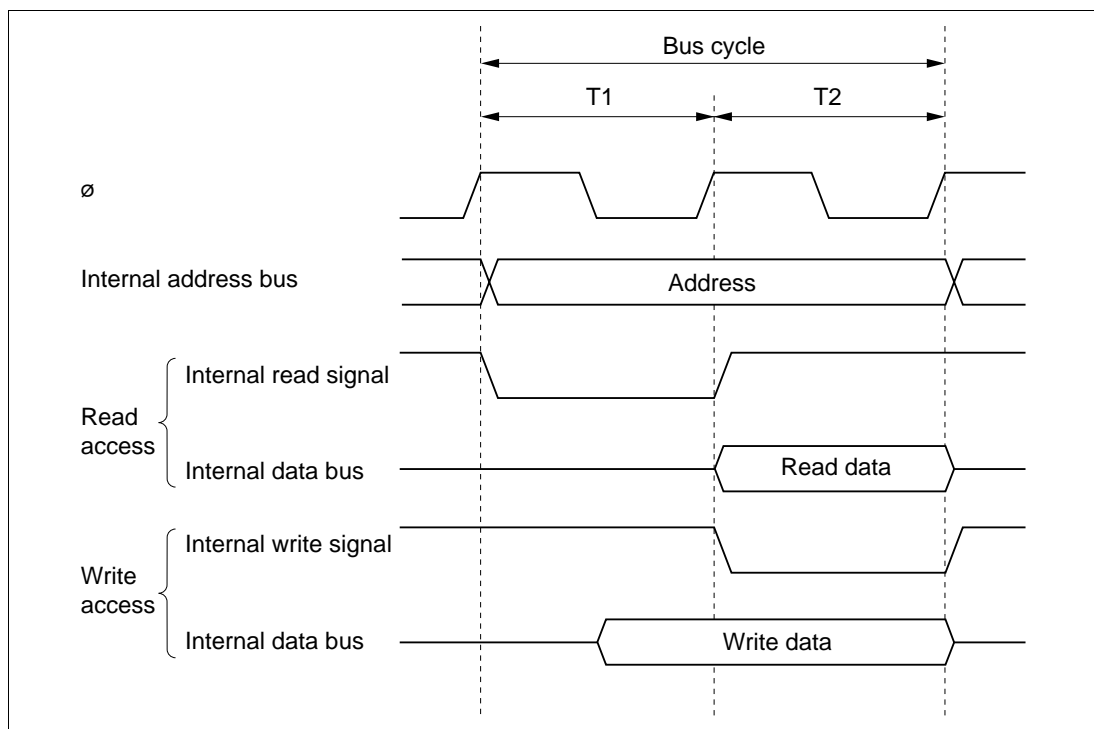 Bus cycle
T1
T2
ø
Internal address bus
Address
Read
access
Internal read signal
Internal data bus
Read data
Write
access
Internal write signal
Internal data bus
Write data